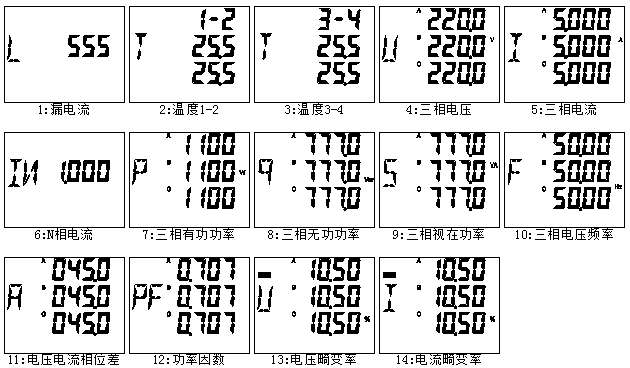 L 555
1:漏电流
1-2
T 25.5
25.5
2:温度1-2
3-4
T 25.5
25.5
3:温度3-4
A 220.0
U B 220.0 V
C 220.0
4:三相电压
A 5.000
I B 5.000 A
C 5.000
5:三相电流
IN 1.000
6:N相电流
A 1100
P B 1100 W
C 1100
7:三相有功功率
A 777.0
q B 777.0 Var
C 777.0
8:三相无功功率
A 777.0
S B 777.0 VA
C 777.0
9:三相视在功率
A 50.00
F B 50.00
C 50.00 Hz
10:三相电压频率
A 045.0
A B 045.0
C 045.0
11:电压电流相位差
A 0.707
PF B 0.707
C 0.707
12:功率因数
A 10.50
U B 10.50
C 10.50 %
13:电压畸变率
A 10.50
I B 10.50
C 10.50 %
14:电流畸变率